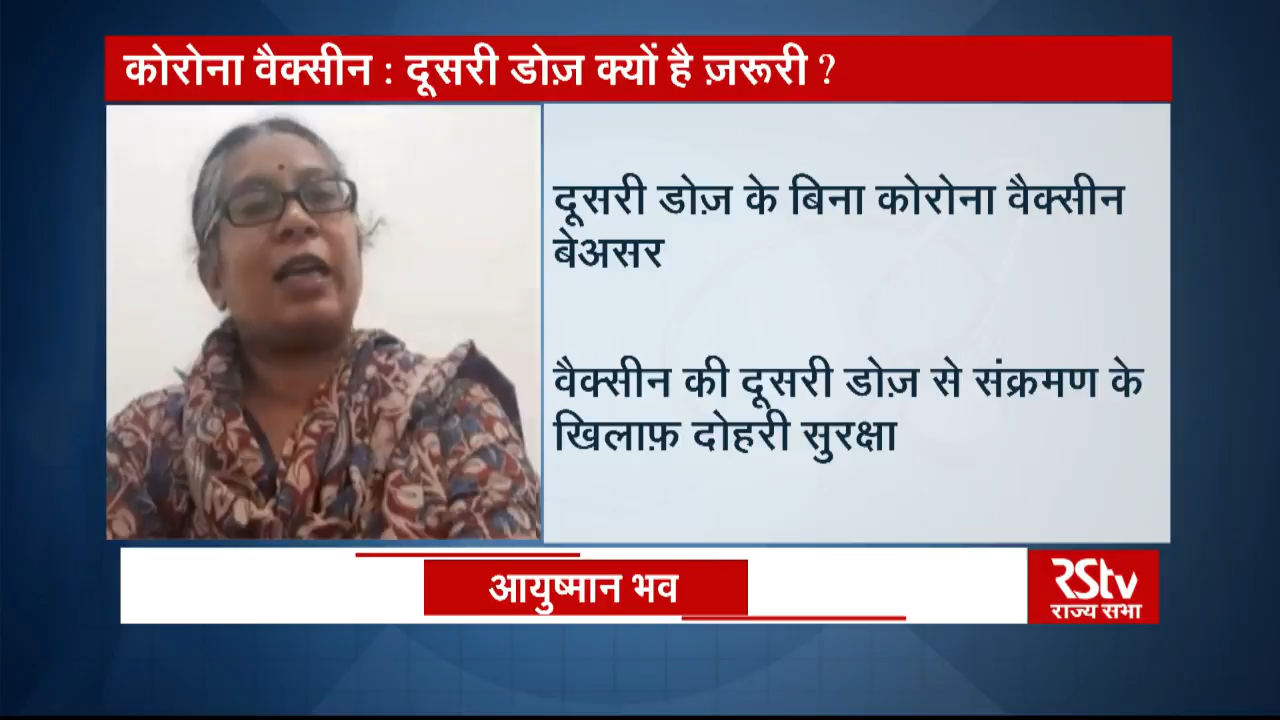 कोरोना वैक्सीन : दूसरी डोज़ क्यों है ज़रूरी ?
दूसरी डोज़ के बिना कोरोना वैक्सीन
बेअसर
वैक्सीन की दूसरी डोज़ से संक्रमण के
खिलाफ़ दोहरी सुरक्षा
आयुष्मान भव
RStv
राज्य सभा